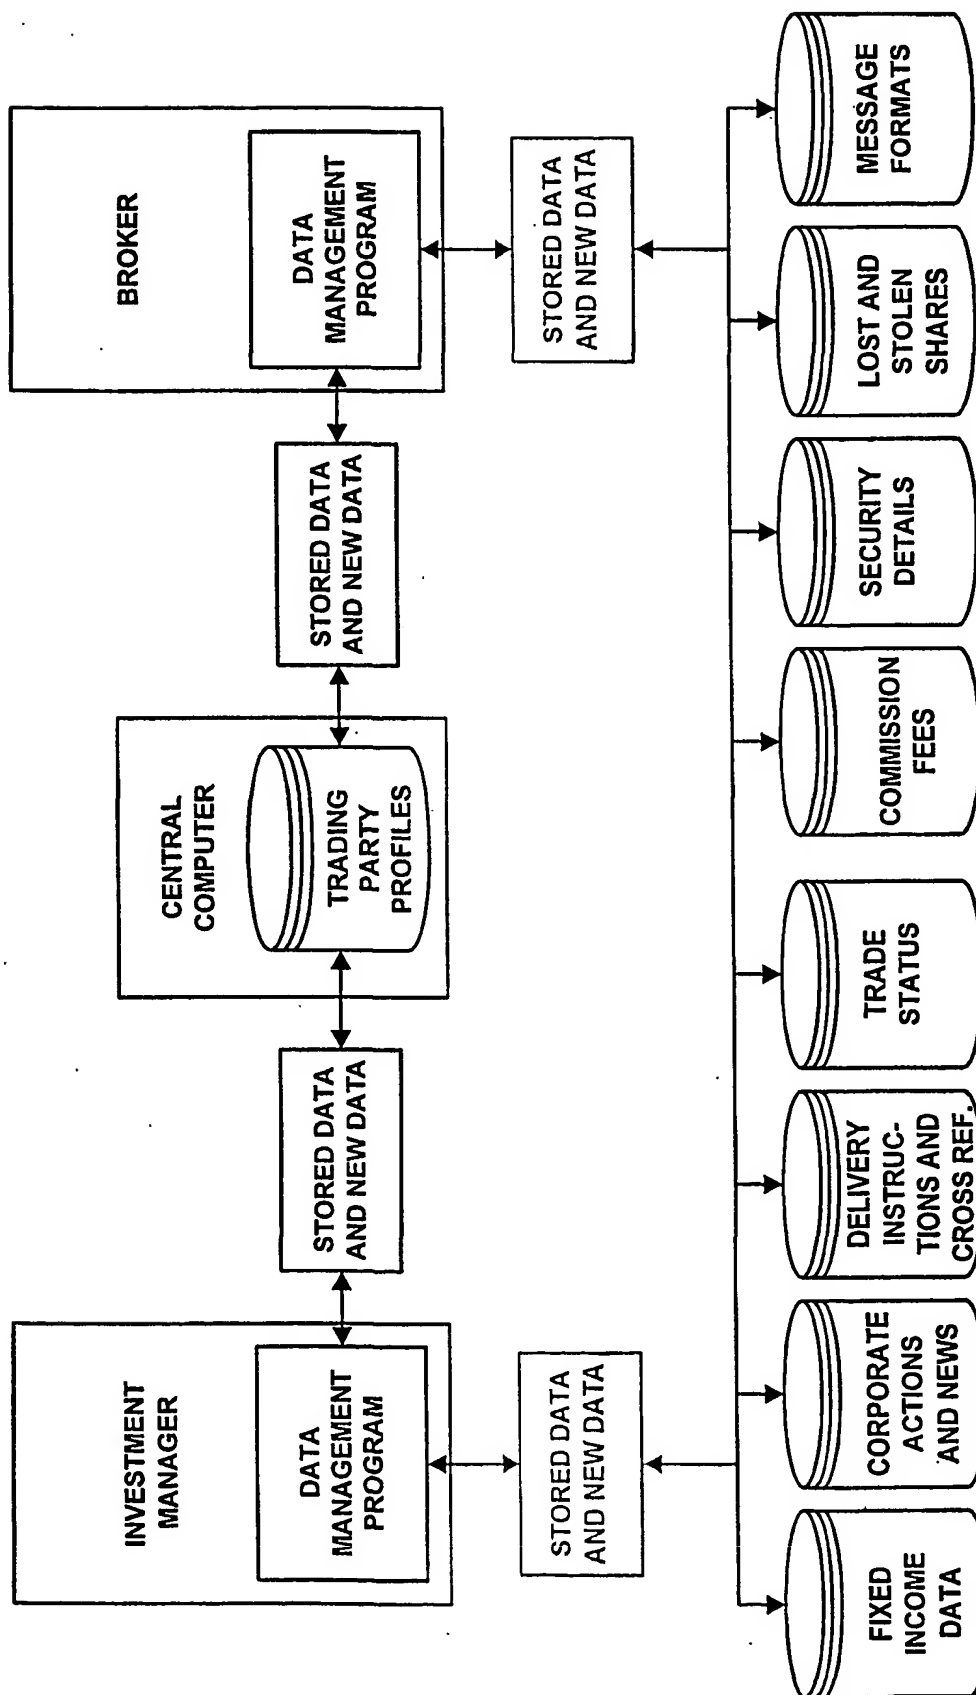 INVESTMENT
MANAGER
DATA
MANAGEMENT
PROGRAM
STORED DATA
AND NEW DATA
CENTRAL
COMPUTER
TRADING
PARTY
PROFILES
STORED DATA
AND NEW DATA
BROKER
DATA
MANAGEMENT
PROGRAM
STORED DATA
AND NEW DATA
STORED DATA
AND NEW DATA
FIXED
INCOME
DATA
CORPORATE
ACTIONS
AND NEWS
DELIVERY
INSTRUC-
TIONS AND
CROSS REF.
TRADE
STATUS
COMMISSION
FEES
SECURITY
DETAILS
LOST AND
STOLEN
SHARES
MESSAGE
FORMATS